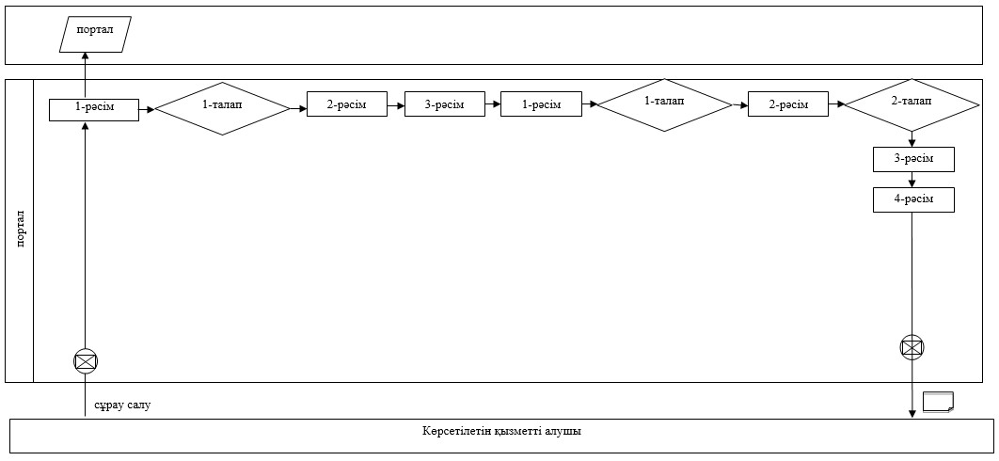 портал
1-рәсім
1-талап
2-рәсім
3-рәсім
1-рәсім
1-талап
2-рәсім
2-талап
3-рәсім
4-рәсім
портал
сұрау салу
Көрсетілетін қызметті алушы